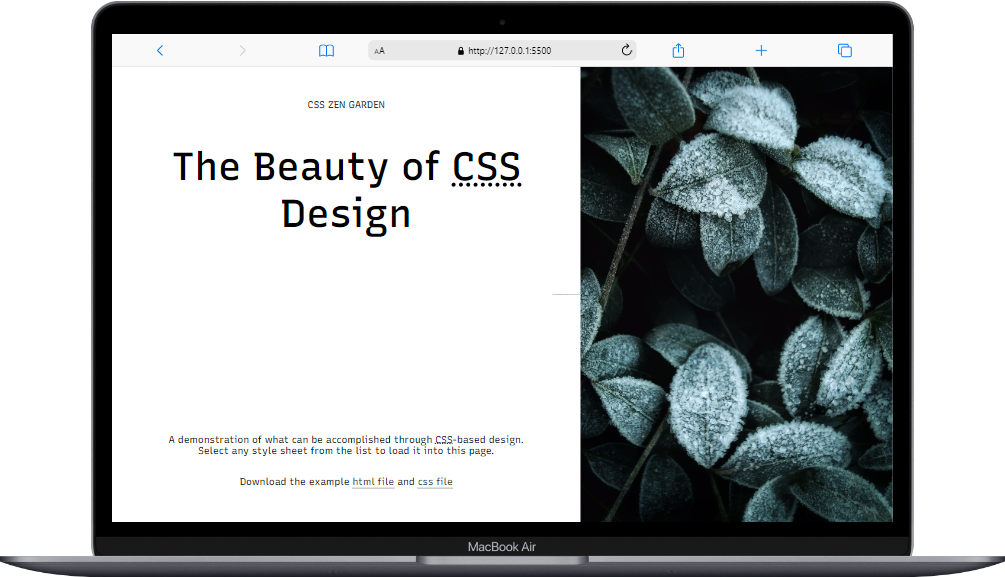 AA http://127.0.0.1:5500
CSS ZEN GARDEN
The Beauty of CSS
Design
A demonstration of what can be accomplished through CSS-based design.
Select any style sheet from the list to load it into this page.
Download the example html file and css file
MacBook Air